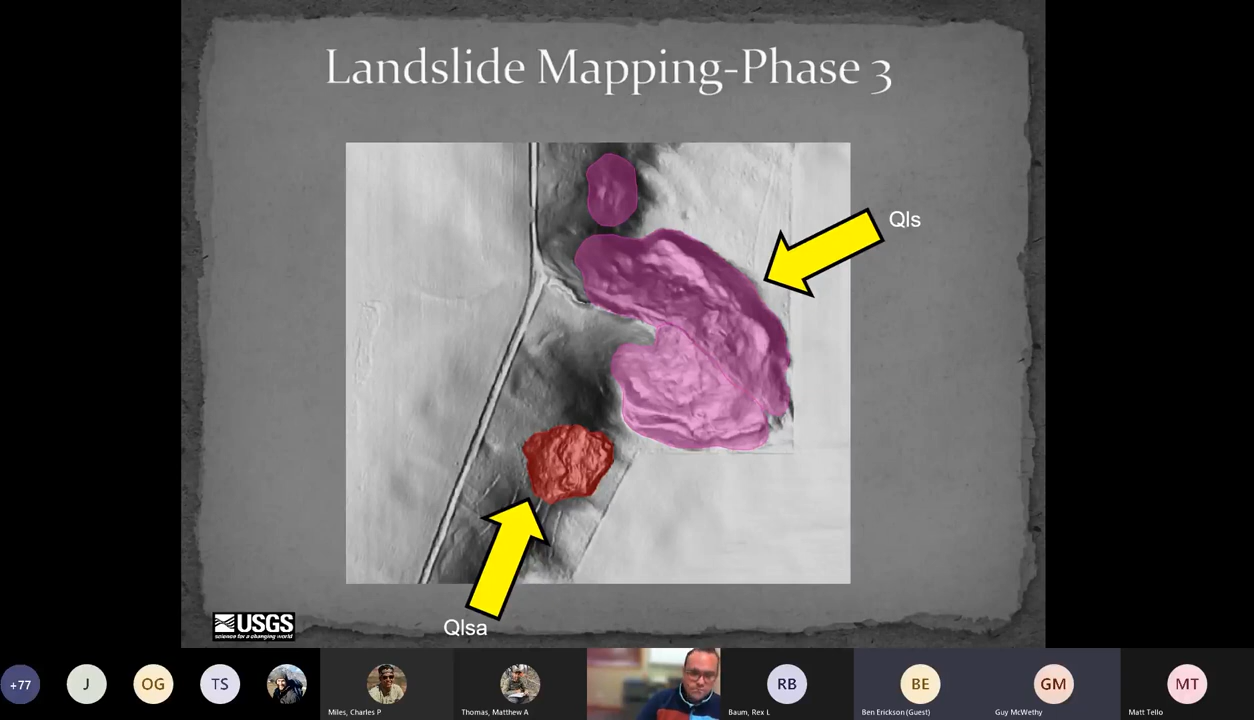 Landslide Mapping-Phase 3
Qls
Qlsa
USGS
science for a changing world
+77
J
OG
TS
Miles, Charles P
Thomas, Matthew A
RB
Baum, Rex L
BE
Ben Erickson (Guest)
GM
Guy McWethy
MT
Matt Tello